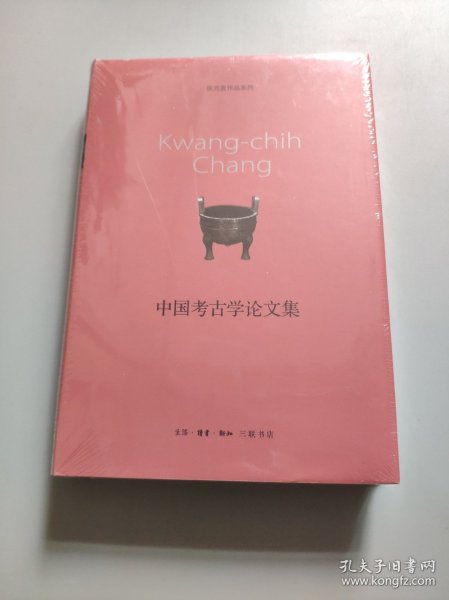 张光直作品系列
Kwang-chih
Chang
中国考古学论文集
生活·讀書·新知 三联书店
孔夫子旧书网
www.kongfz.com